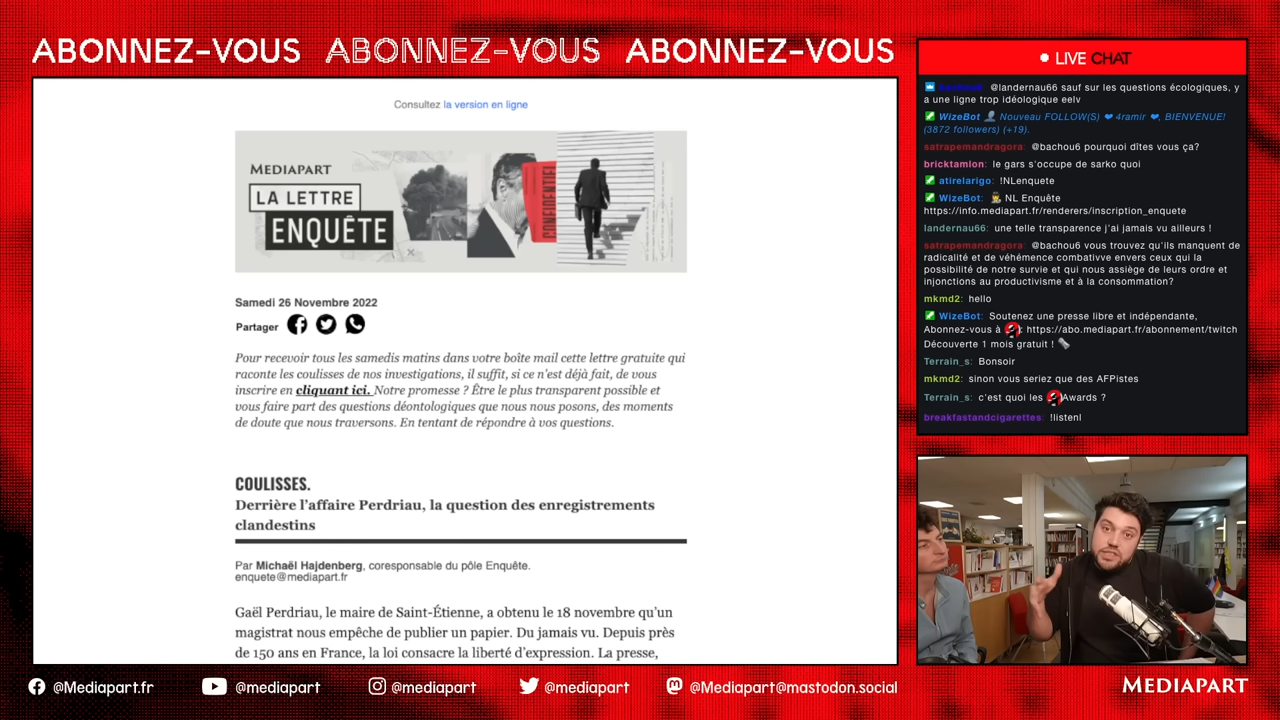 ABONNEZ-VOUS ABONNEZ-VOUS ABONNEZ-VOUS
Consultez la version en ligne
MEDIAPART
LA LETTRE
ENQUÊTE
CONFIDENTIEL
Samedi 26 Novembre 2022
Partager
Pour recevoir tous les samedis matins dans votre boîte mail cette lettre gratuite qui
raconte les coulisses de nos investigations, il suffit, si ce n'est déjà fait, de vous
inscrire en cliquant ici. Notre promesse ? Être le plus transparent possible et
vous faire part des questions déontologiques que nous nous posons, des moments
de doute que nous traversons. En tentant de répondre à vos questions.
COULISSES.
Derrière l'affaire Perdriau, la question des enregistrements
clandestins
Par Michaël Hajdenberg, coresponsable du pôle Enquête.
enquete@mediapart.fr
Gaël Perdriau, le maire de Saint-Étienne, a obtenu le 18 novembre qu'un
magistrat nous empêche de publier un papier. Du jamais vu. Depuis près
de 150 ans en France, la loi consacre la liberté d'expression. La presse,
LIVE CHAT
@landernau66 sauf sur les questions écologiques, y
a une ligne trop idéologique eelv
WizeBot Nouveau FOLLOW(S) ❤ 4ramir ❤, BIENVENUE!
(3872 followers) (+19).
satrapemandragora: @bachou6 pourquoi dîtes vous ça?
bricktamlon: le gars s'occupe de sarko quoi
atirelarigo: !NLenquete
WizeBot: NL Enquête
https://info.mediapart.fr/renderers/inscription_enquete
landernau66: une telle transparence j'ai jamais vu ailleurs !
satrapemandragora: @bachou6 vous trouvez qu'ils manquent de
radicalité et de véhémence combativve envers ceux qui la
possibilité de notre survie et qui nous assiège de leurs ordre et
injonctions au productivisme et à la consommation?
mkmd2: hello
WizeBot: Soutenez une presse libre et indépendante,
Abonnez-vous à : https://abo.mediapart.fr/abonnement/twitch
Découverte 1 mois gratuit !
Terrain_s: Bonsoir
mkmd2: sinon vous seriez que des AFPistes
Terrain_s: c'est quoi les Awards ?
breakfastandcigarettes: !listenl
@Mediapart.fr @mediapart @mediapart @mediapart @Mediapart@mastodon.social MEDIAPART